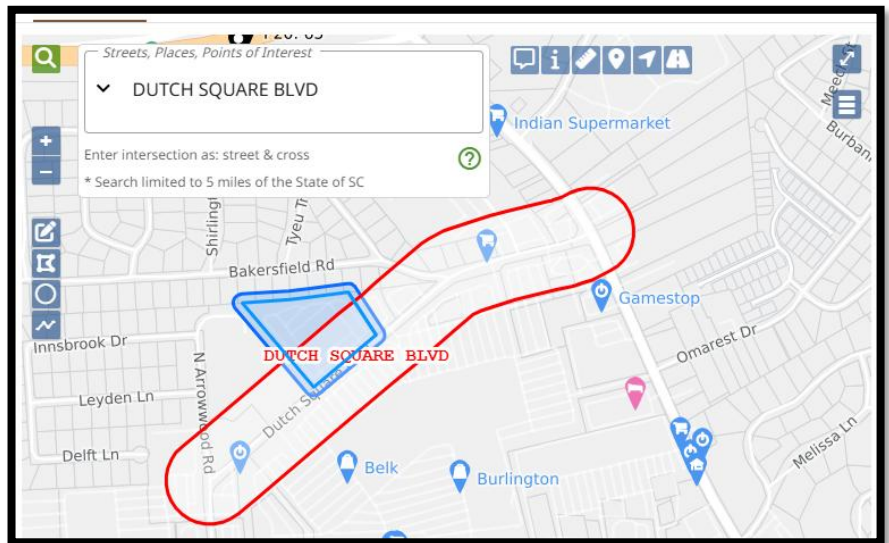 Streets, Places, Points of Interest
DUTCH SQUARE BLVD
Enter intersection as: street & cross
* Search limited to 5 miles of the State of SC
Indian Supermarket
Bakersfield Rd
Gamestop
Innsbrook Dr
DUTCH SQUARE BLVD
Omarest Dr
N Arrowwood Rd
Leyden Ln
Dutch Square
Melissa Ln
Delft Ln
Belk
Burlington